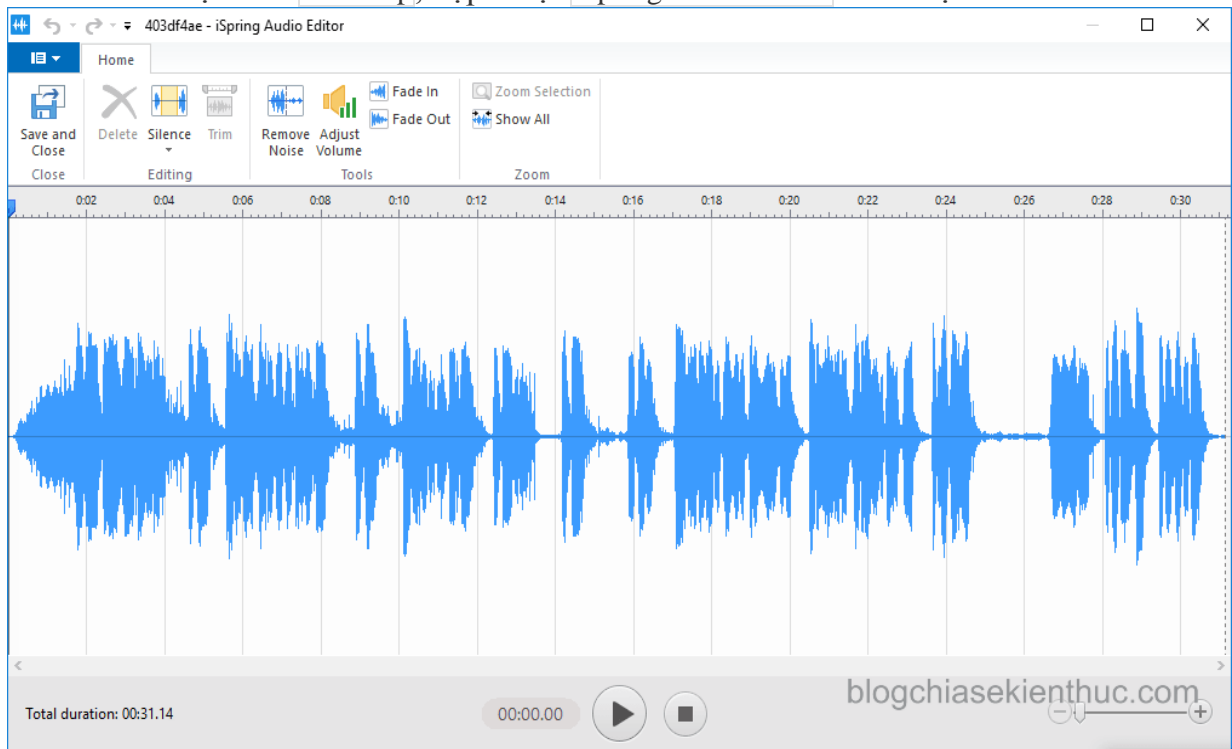 403df4ae - iSpring Audio Editor
Home
Save and Close
Delete
Silence
Trim
Remove Noise
Adjust Volume
Fade In
Fade Out
Zoom Selection
Show All
Close
Editing
Tools
Zoom
0:02 0:04 0:06 0:08 0:10 0:12 0:14 0:16 0:18 0:20 0:22 0:24 0:26 0:28 0:30
blogchiasekienthuc.com
Total duration: 00:31.14
00:00.00